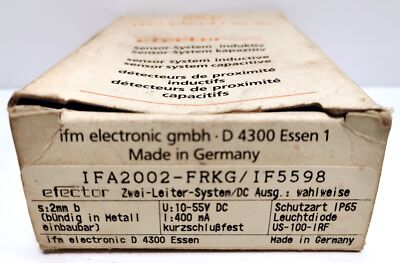 efector
Sensor-System induktiv
Sensor-System kapazitiv
sensor system inductive
sensor system capacitive
détecteurs de proximité
inductifs
détecteurs de proximité
capacitifs
ifm electronic gmbh · D 4300 Essen 1
Made in Germany
IFA2002-FRKG/IF5598
efector Zwei-Leiter-System/DC Ausg.: wahlweise
s:2mm b
(bündig in Metall
einbaubar)
U:10-55V DC
I:400 mA
kurzschlußfest
Schutzart IP65
Leuchtdiode
US-100-IRF
ifm electronic D 4300 Essen
Made in Germany